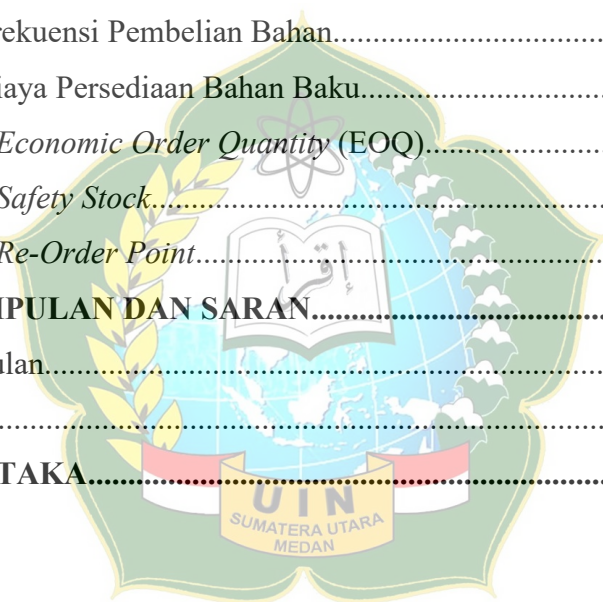 rekuensi Pembelian Bahan.....................................
iaya Persediaan Bahan Baku.................................
Economic Order Quantity (EOQ)........................
Safety Stock.............................................................
Re-Order Point.......................................................
إقرأ
IPULAN DAN SARAN.......................................
ulan...........................................................................
.................................................................................
TAKA......................................................................
UIN
SUMATERA UTARA
MEDAN